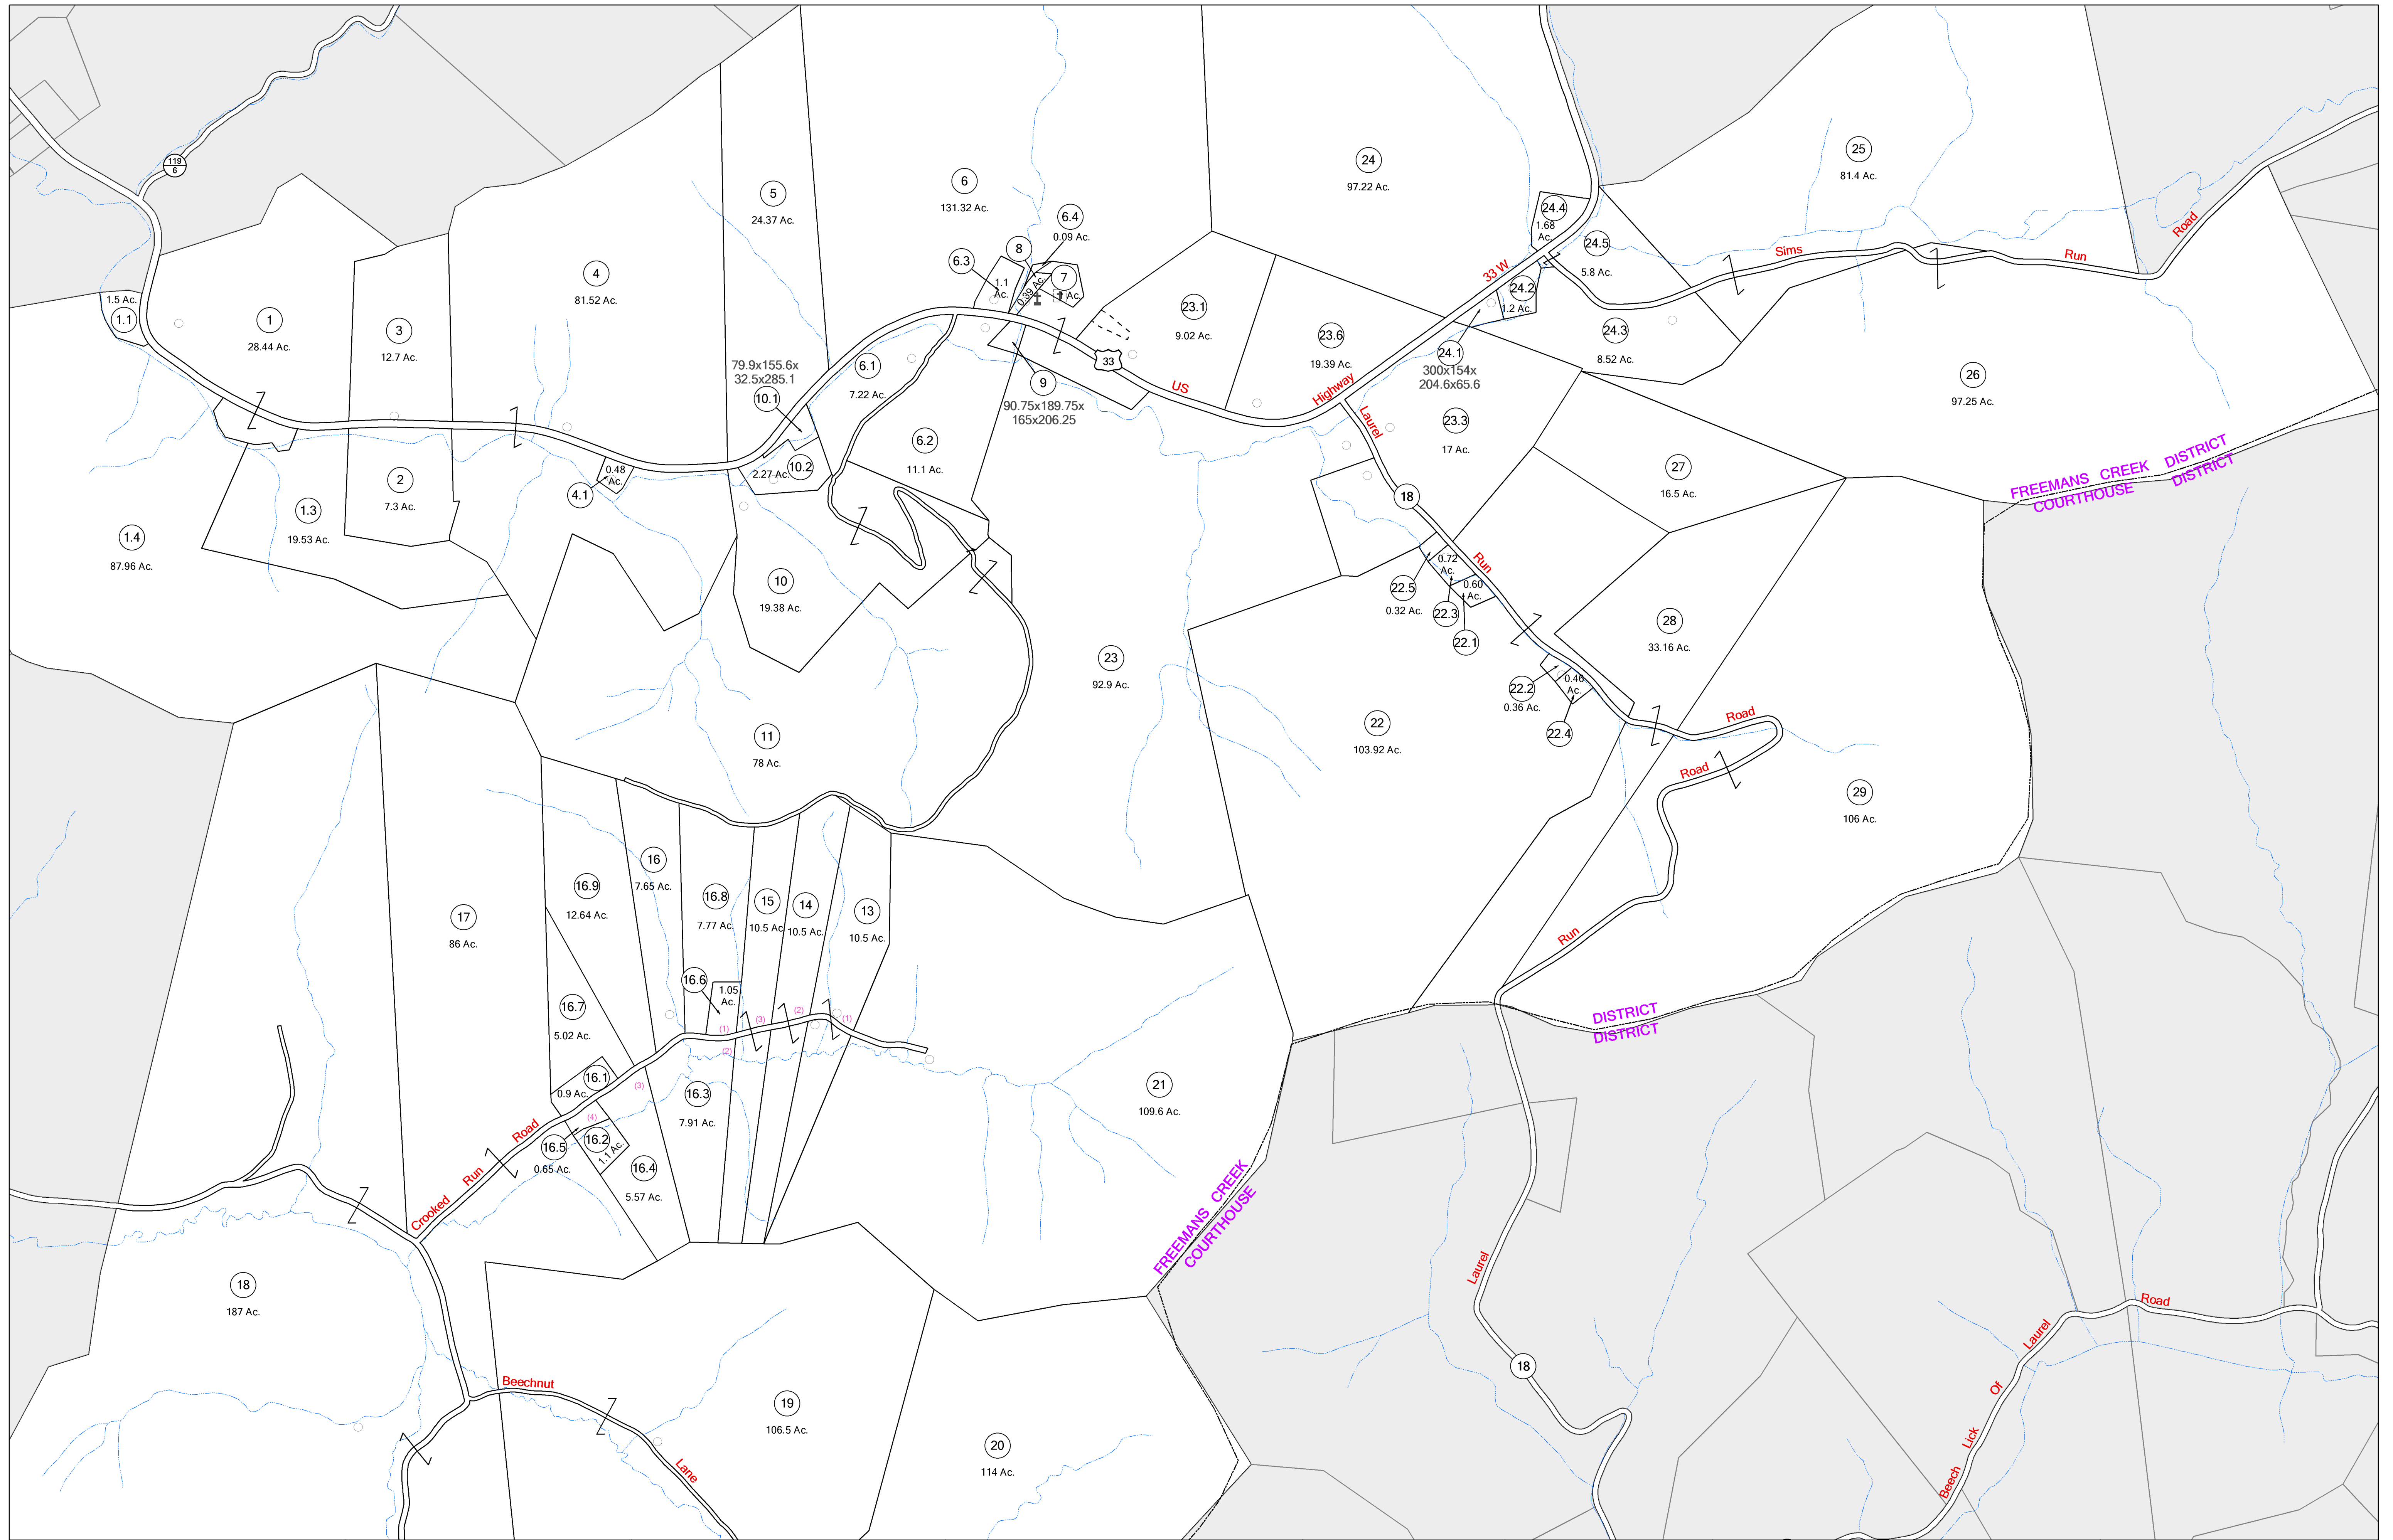 119
6
1.5 Ac.
1.1
1
28.44 Ac.
3
12.7 Ac.
4
81.52 Ac.
5
24.37 Ac.
6
131.32 Ac.
6.4
0.09 Ac.
8
7
6.3
1.1
Ac.
0.39 Ac.
24
97.22 Ac.
24.4
1.68
Ac.
24.5
5.8 Ac.
25
81.4 Ac.
Sims
Run
Road
33 W
24.2
1.2 Ac.
23.1
9.02 Ac.
23.6
19.39 Ac.
24.3
8.52 Ac.
24.1
300x154x
204.6x65.6
26
97.25 Ac.
33
US
Highway
79.9x155.6x
32.5x285.1
10.1
6.1
7.22 Ac.
9
90.75x189.75x
165x206.25
6.2
11.1 Ac.
10.2
2.27 Ac.
0.48
Ac.
4.1
2
7.3 Ac.
1.3
19.53 Ac.
1.4
87.96 Ac.
Laurel
23.3
17 Ac.
18
Run
27
16.5 Ac.
FREEMANS CREEK DISTRICT
COURTHOUSE DISTRICT
0.72
Ac.
0.60
Ac.
22.5
0.32 Ac.
22.3
22.1
10
19.38 Ac.
28
33.16 Ac.
23
92.9 Ac.
0.46
Ac.
22.2
0.36 Ac.
22.4
22
103.92 Ac.
Road
Road
29
106 Ac.
11
78 Ac.
16
7.65 Ac.
16.9
12.64 Ac.
16.8
7.77 Ac.
15
10.5 Ac.
14
10.5 Ac.
13
10.5 Ac.
17
86 Ac.
Run
16.6
1.05
Ac.
16.7
5.02 Ac.
(1)
(3)
(2)
(1)
(2)
DISTRICT
DISTRICT
16.1
0.9 Ac.
(3)
16.3
7.91 Ac.
21
109.6 Ac.
(4)
16.2
1.1 Ac.
16.5
0.65 Ac.
16.4
5.57 Ac.
Crooked Run Road
FREEMANS CREEK
COURTHOUSE
18
187 Ac.
Laurel
18
Beechnut
Lane
19
106.5 Ac.
20
114 Ac.
Beech Lick Of Laurel Road